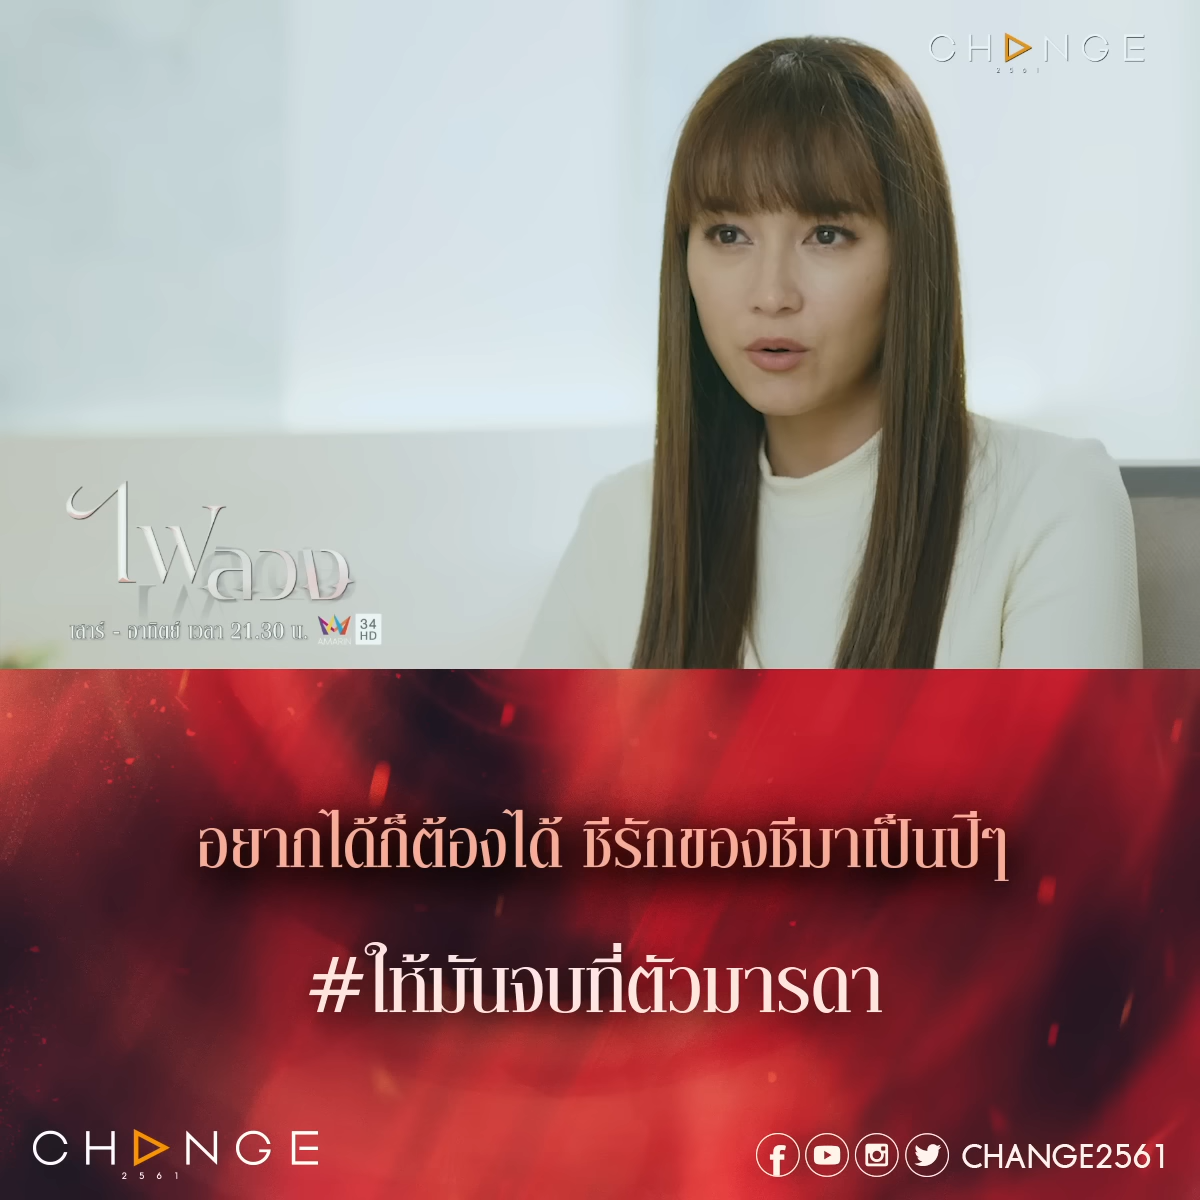 CHANGE
2561
ไฟลวง
เสาร์ - อาทิตย์ เวลา 21.30 น.
AMARIN
34
HD
อยากได้ก็ต้องได้ ชีรักของชีมาเป็นปีๆ
#ให้มันจบที่ตัวมารดา
CHANGE
2561
CHANGE2561